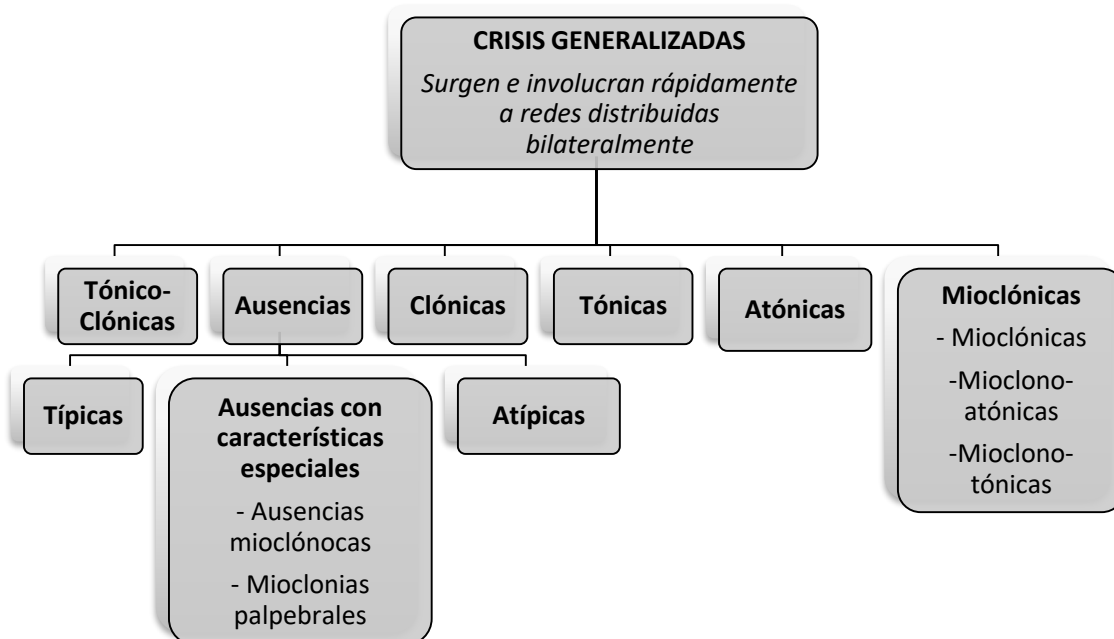 CRISIS GENERALIZADAS
Surgen e involucran rápidamente
a redes distribuidas
bilateralmente
Tónico-
Clónicas
Ausencias
Clónicas
Tónicas
Atónicas
Mioclónicas
- Mioclónicas
-Mioclono-
atónicas
-Mioclono-
tónicas
Típicas
Ausencias con
características
especiales
- Ausencias
mioclónocas
- Mioclonias
palpebrales
Atípicas